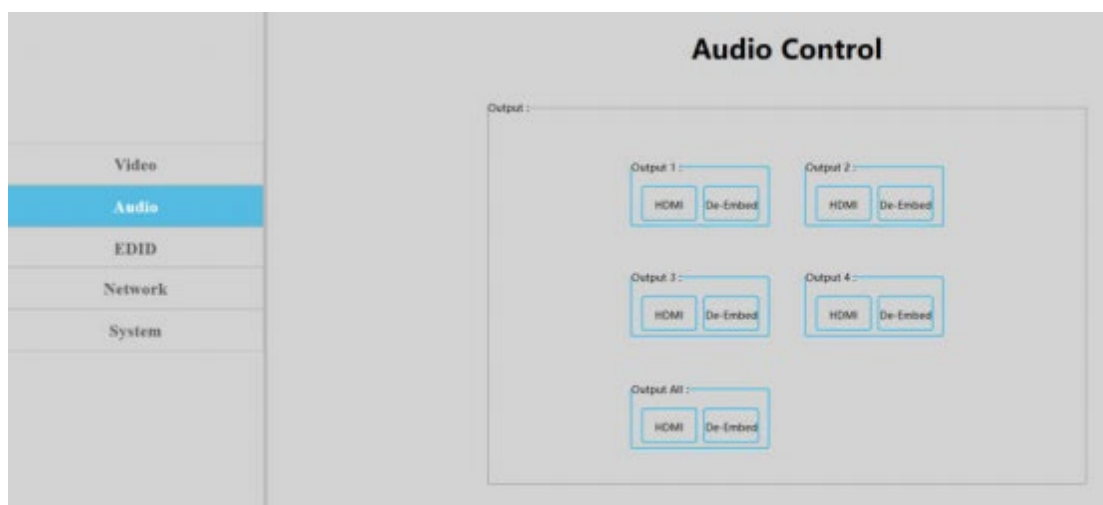 Audio Control
Output :
Video
Audio
EDID
Network
System
Output 1 :
HDMI
De-Embed
Output 2 :
HDMI
De-Embed
Output 3 :
HDMI
De-Embed
Output 4 :
HDMI
De-Embed
Output All :
HDMI
De-Embed